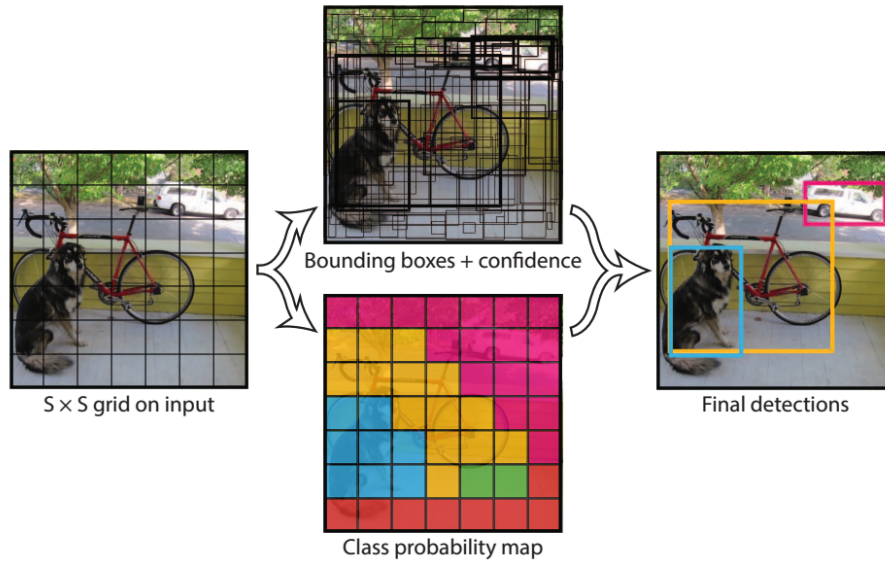 S × S grid on input
Bounding boxes + confidence
Class probability map
Final detections